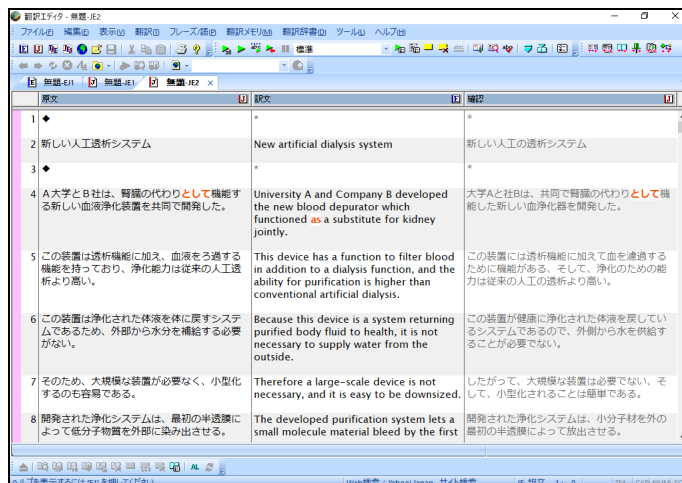 翻訳エディタ - 無題-JE2
ファイル(F) 編集(E) 表示(V) 翻訳(T) フレーズ/語(P) 翻訳メモリ(M) 翻訳辞書(D) ツール(L) ヘルプ(H)
標準
無題-EJ1 無題-JE1 無題-JE2 ×
原文 J 訳文 E 確認 J
1 ◆ * *
2 新しい人工透析システム New artificial dialysis system 新しい人工の透析システム
3 ◆ * *
4 A大学とB社は、腎臓の代わりとして機能す University A and Company B developed 大学Aと社Bは、共同で腎臓の代わりとして機
る新しい血液浄化装置を共同で開発した。 the new blood depurator which 能した新しい血浄化器を開発した。
functioned as a substitute for kidney
jointly.
5 この装置は透析機能に加え、血液をろ過する This device has a function to filter blood この装置には透析機能に加えて血を濾過する
機能を持っており、浄化能力は従来の人工透 in addition to a dialysis function, and the ために機能がある、そして、浄化のための能
析より高い。 ability for purification is higher than 力は従来の人工の透析より高い。
conventional artificial dialysis.
6 この装置は浄化された体液を体に戻すシステ Because this device is a system returning この装置が健康に浄化された体液を戻してい
ムであるため、外部から水分を補給する必要 purified body fluid to health, it is not るシステムであるので、外側から水を供給す
がない。 necessary to supply water from the ることが必要でない。
outside.
7 そのため、大規模な装置が必要なく、小型化 Therefore a large-scale device is not したがって、大規模な装置は必要でない、そ
するのも容易である。 necessary, and it is easy to be downsized. して、小型化されることは簡単である。
8 開発された浄化システムは、最初の半透膜に The developed purification system lets a 開発された浄化システムは、小分子材を外の
よって低分子物質を外部に染み出させる。 small molecule material bleed by the first 最初の半透膜によって放出させる。